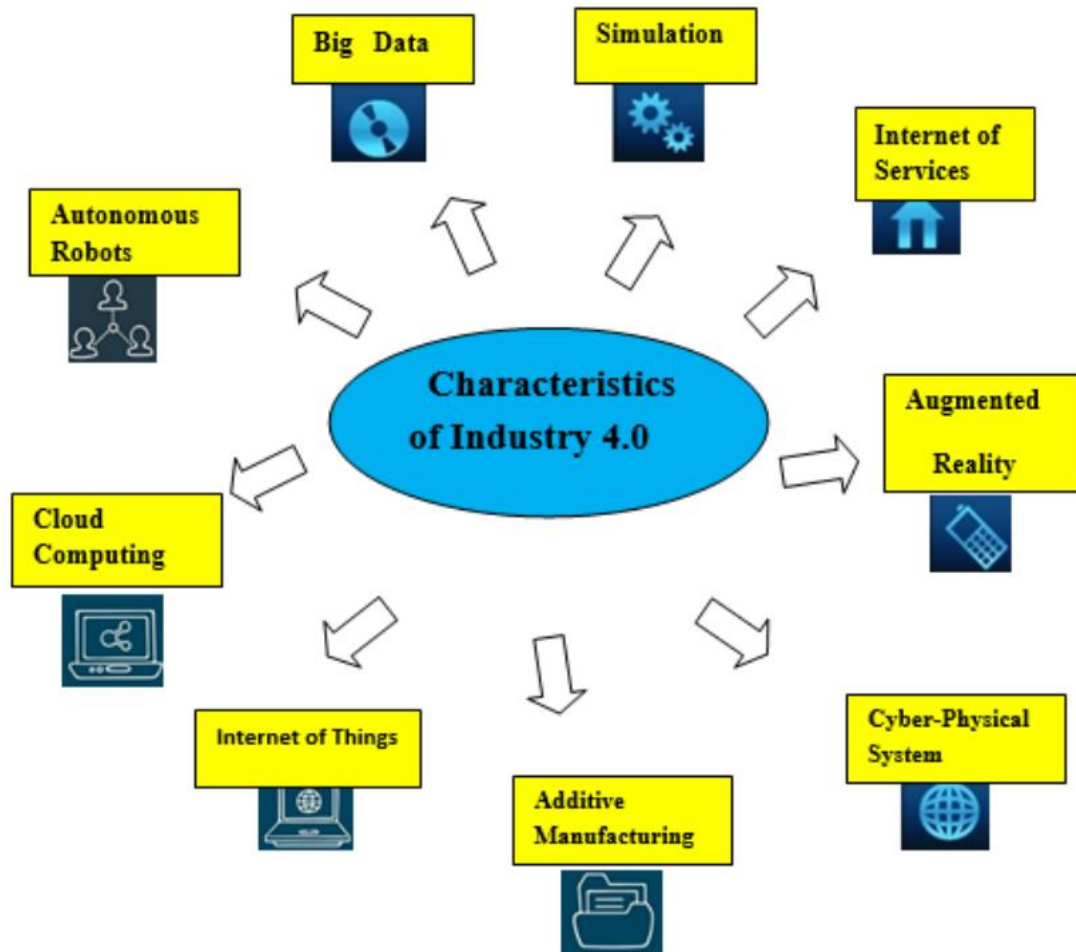 Big Data
Simulation
Internet of
Services
Autonomous
Robots
Characteristics
of Industry 4.0
Augmented
Reality
Cloud
Computing
Internet of Things
Cyber-Physical
System
Additive
Manufacturing